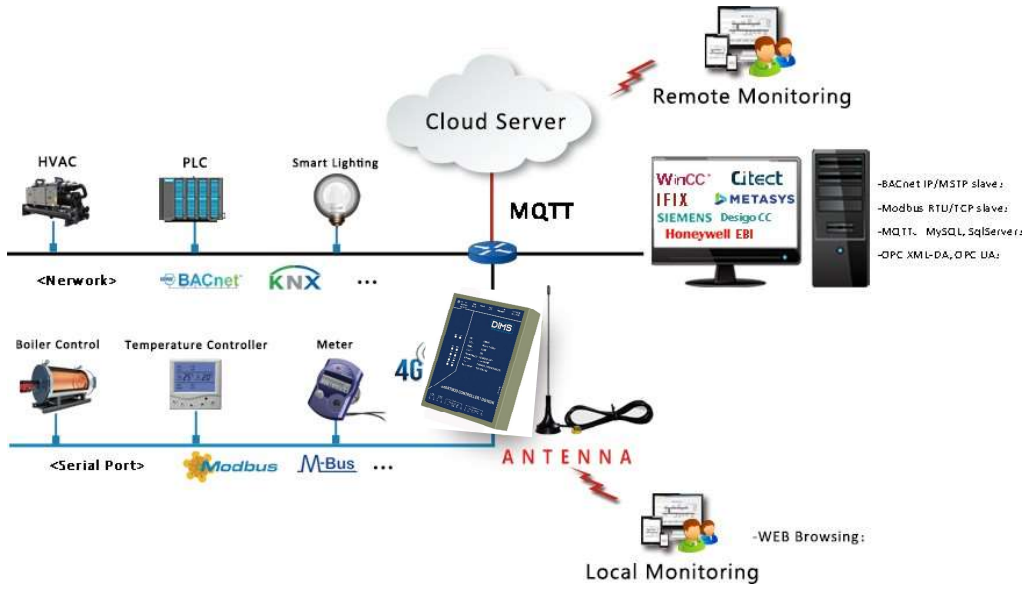 Remote Monitoring
Cloud Server
HVAC
PLC
Smart Lighting
MQTT
WinCC
Citect
IFIX
METASYS
SIEMENS Desigo CC
Honeywell EBI
-BACnet IP/MSTP slave;
-Modbus RTU/TCP slave;
-MQTT、MySQL, SqlServer;
-OPC XML-DA, OPC UA;
<Nerwork>
BACnet
KNX
...
Boiler Control
Temperature Controller
Meter
4G
DIMS
ANTENNA
<Serial Port>
Modbus
M-Bus
...
-WEB Browsing;
Local Monitoring